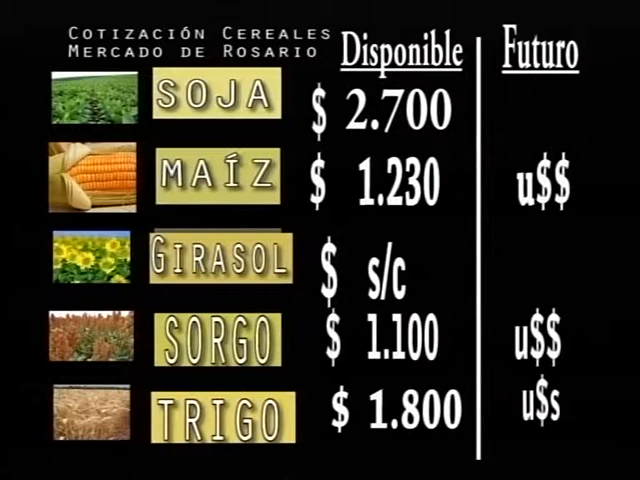 Cotización Cereales
Mercado de Rosario
Disponible Futuro
SOJA $ 2.700
MAÍZ $ 1.230 u$$
GIRASOL $ s/c
SORGO $ 1.100 u$$
TRIGO $ 1.800 u$s